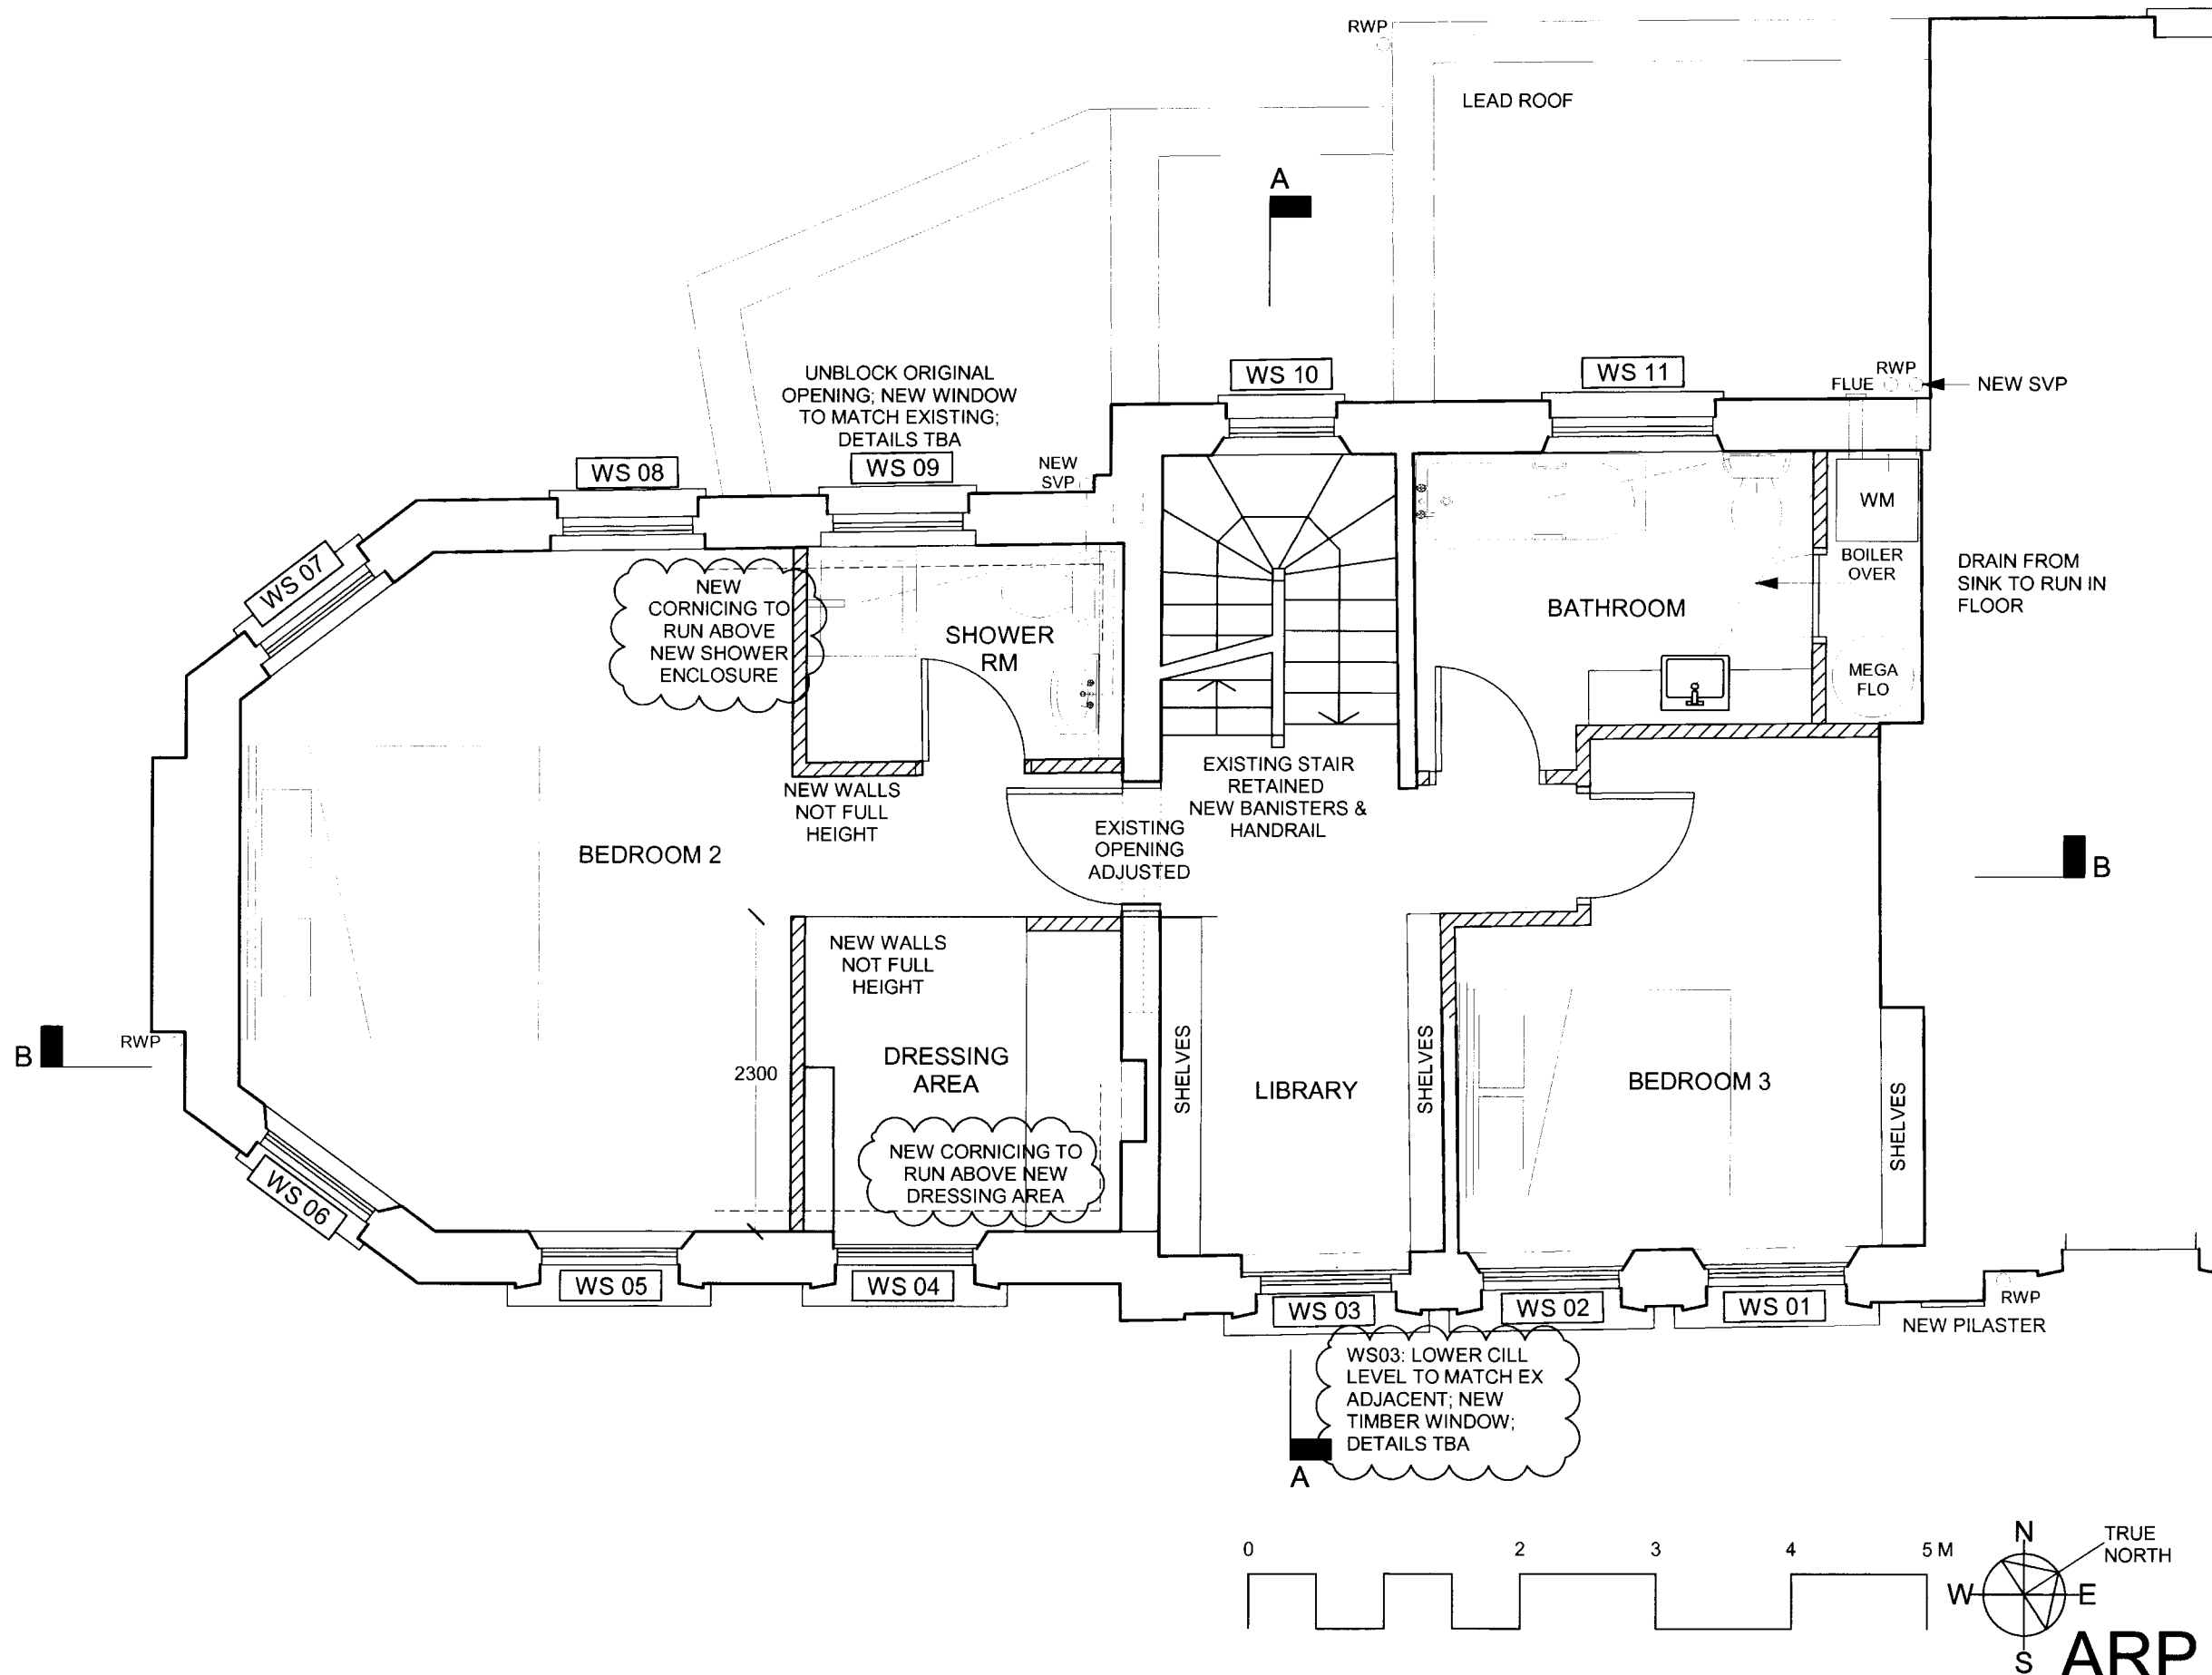 RWP
LEAD ROOF
A
UNBLOCK ORIGINAL
OPENING; NEW WINDOW
TO MATCH EXISTING;
DETAILS TBA
WS 10
WS 11
RWP
FLUE
NEW SVP
WS 08
WS 09
NEW
SVP
WM
WS 07
NEW
CORNICING TO
RUN ABOVE
NEW SHOWER
ENCLOSURE
SHOWER
RM
BATHROOM
BOILER
OVER
DRAIN FROM
SINK TO RUN IN
FLOOR
MEGA
FLO
NEW WALLS
NOT FULL
HEIGHT
EXISTING STAIR
RETAINED
NEW BANISTERS &
HANDRAIL
EXISTING
OPENING
ADJUSTED
BEDROOM 2
B
NEW WALLS
NOT FULL
HEIGHT
B
RWP
2300
DRESSING
AREA
SHELVES
LIBRARY
SHELVES
BEDROOM 3
SHELVES
NEW CORNICING TO
RUN ABOVE NEW
DRESSING AREA
WS 06
WS 05
WS 04
WS 03
WS 02
WS 01
RWP
NEW PILASTER
WS03: LOWER CILL
LEVEL TO MATCH EX
ADJACENT; NEW
TIMBER WINDOW;
DETAILS TBA
A
0 2 3 4 5 M
N
TRUE
NORTH
W
E
S
ARP